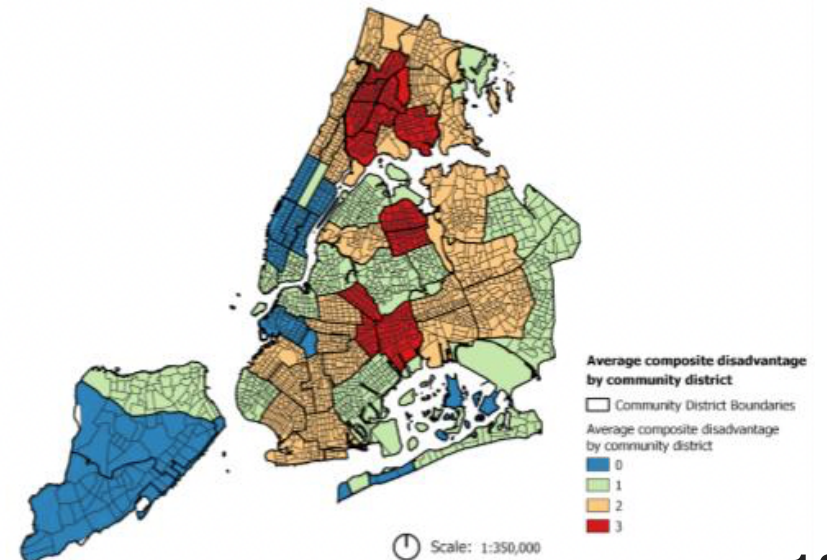 Average composite disadvantage
by community district
Community District Boundaries
Average composite disadvantage
by community district
0
1
2
3
Scale: 1:350,000